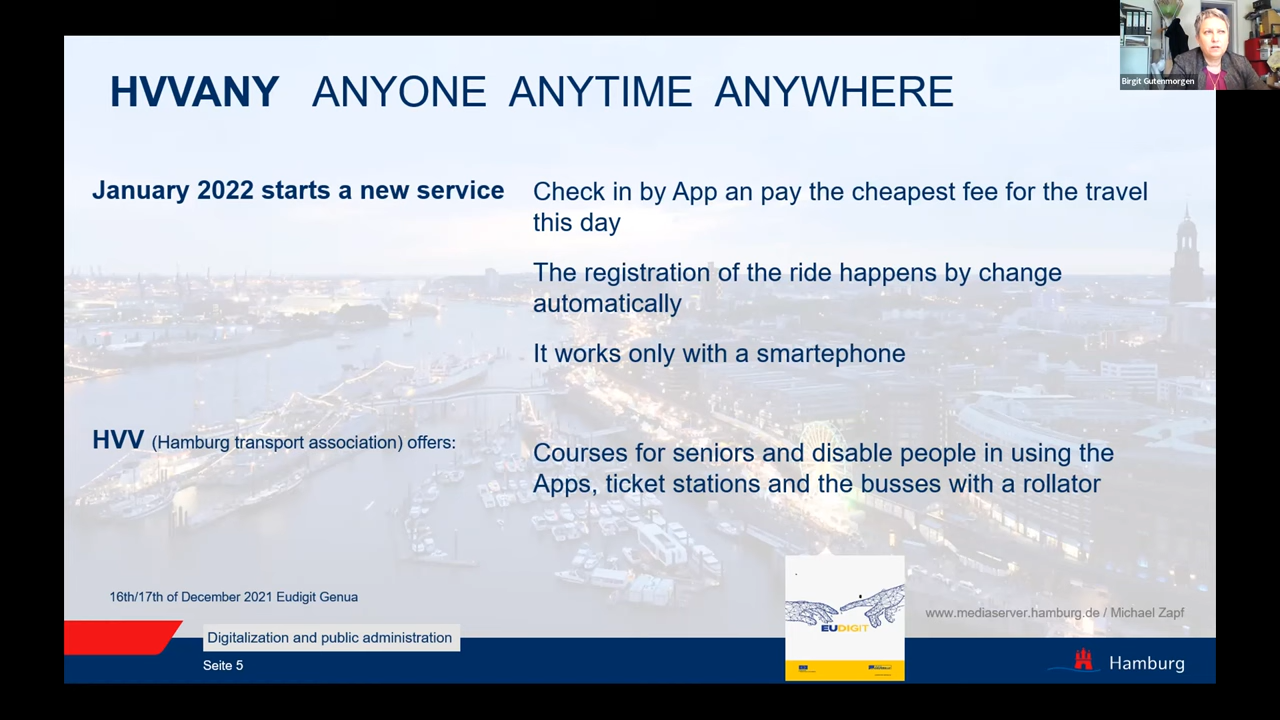 Birgit Gutenmorgen
HVVANY ANYONE ANYTIME ANYWHERE
January 2022 starts a new service
Check in by App an pay the cheapest fee for the travel
this day
The registration of the ride happens by change
automatically
It works only with a smartephone
HVV (Hamburg transport association) offers:
Courses for seniors and disable people in using the
Apps, ticket stations and the busses with a rollator
16th/17th of December 2021 Eudigit Genua
www.mediaserver.hamburg.de / Michael Zapf
EUDIGIT
Digitalization and public administration
Seite 5
Hamburg